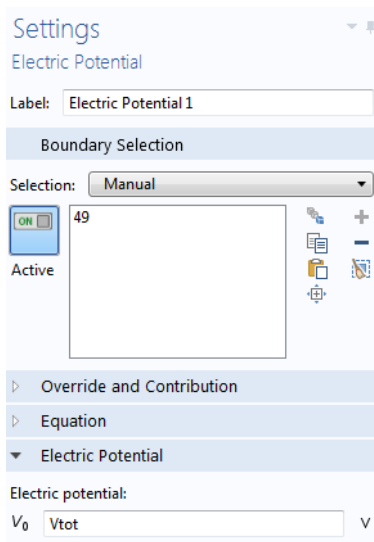 Settings
Electric Potential
Label: Electric Potential 1
Boundary Selection
Selection: Manual
ON
49
Active
Override and Contribution
Equation
Electric Potential
Electric potential:
V₀ Vtot V